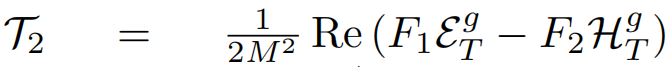 𝒯₂ = 1/(2M²) Re (F₁ℰ_T^g − F₂ℋ_T^g)